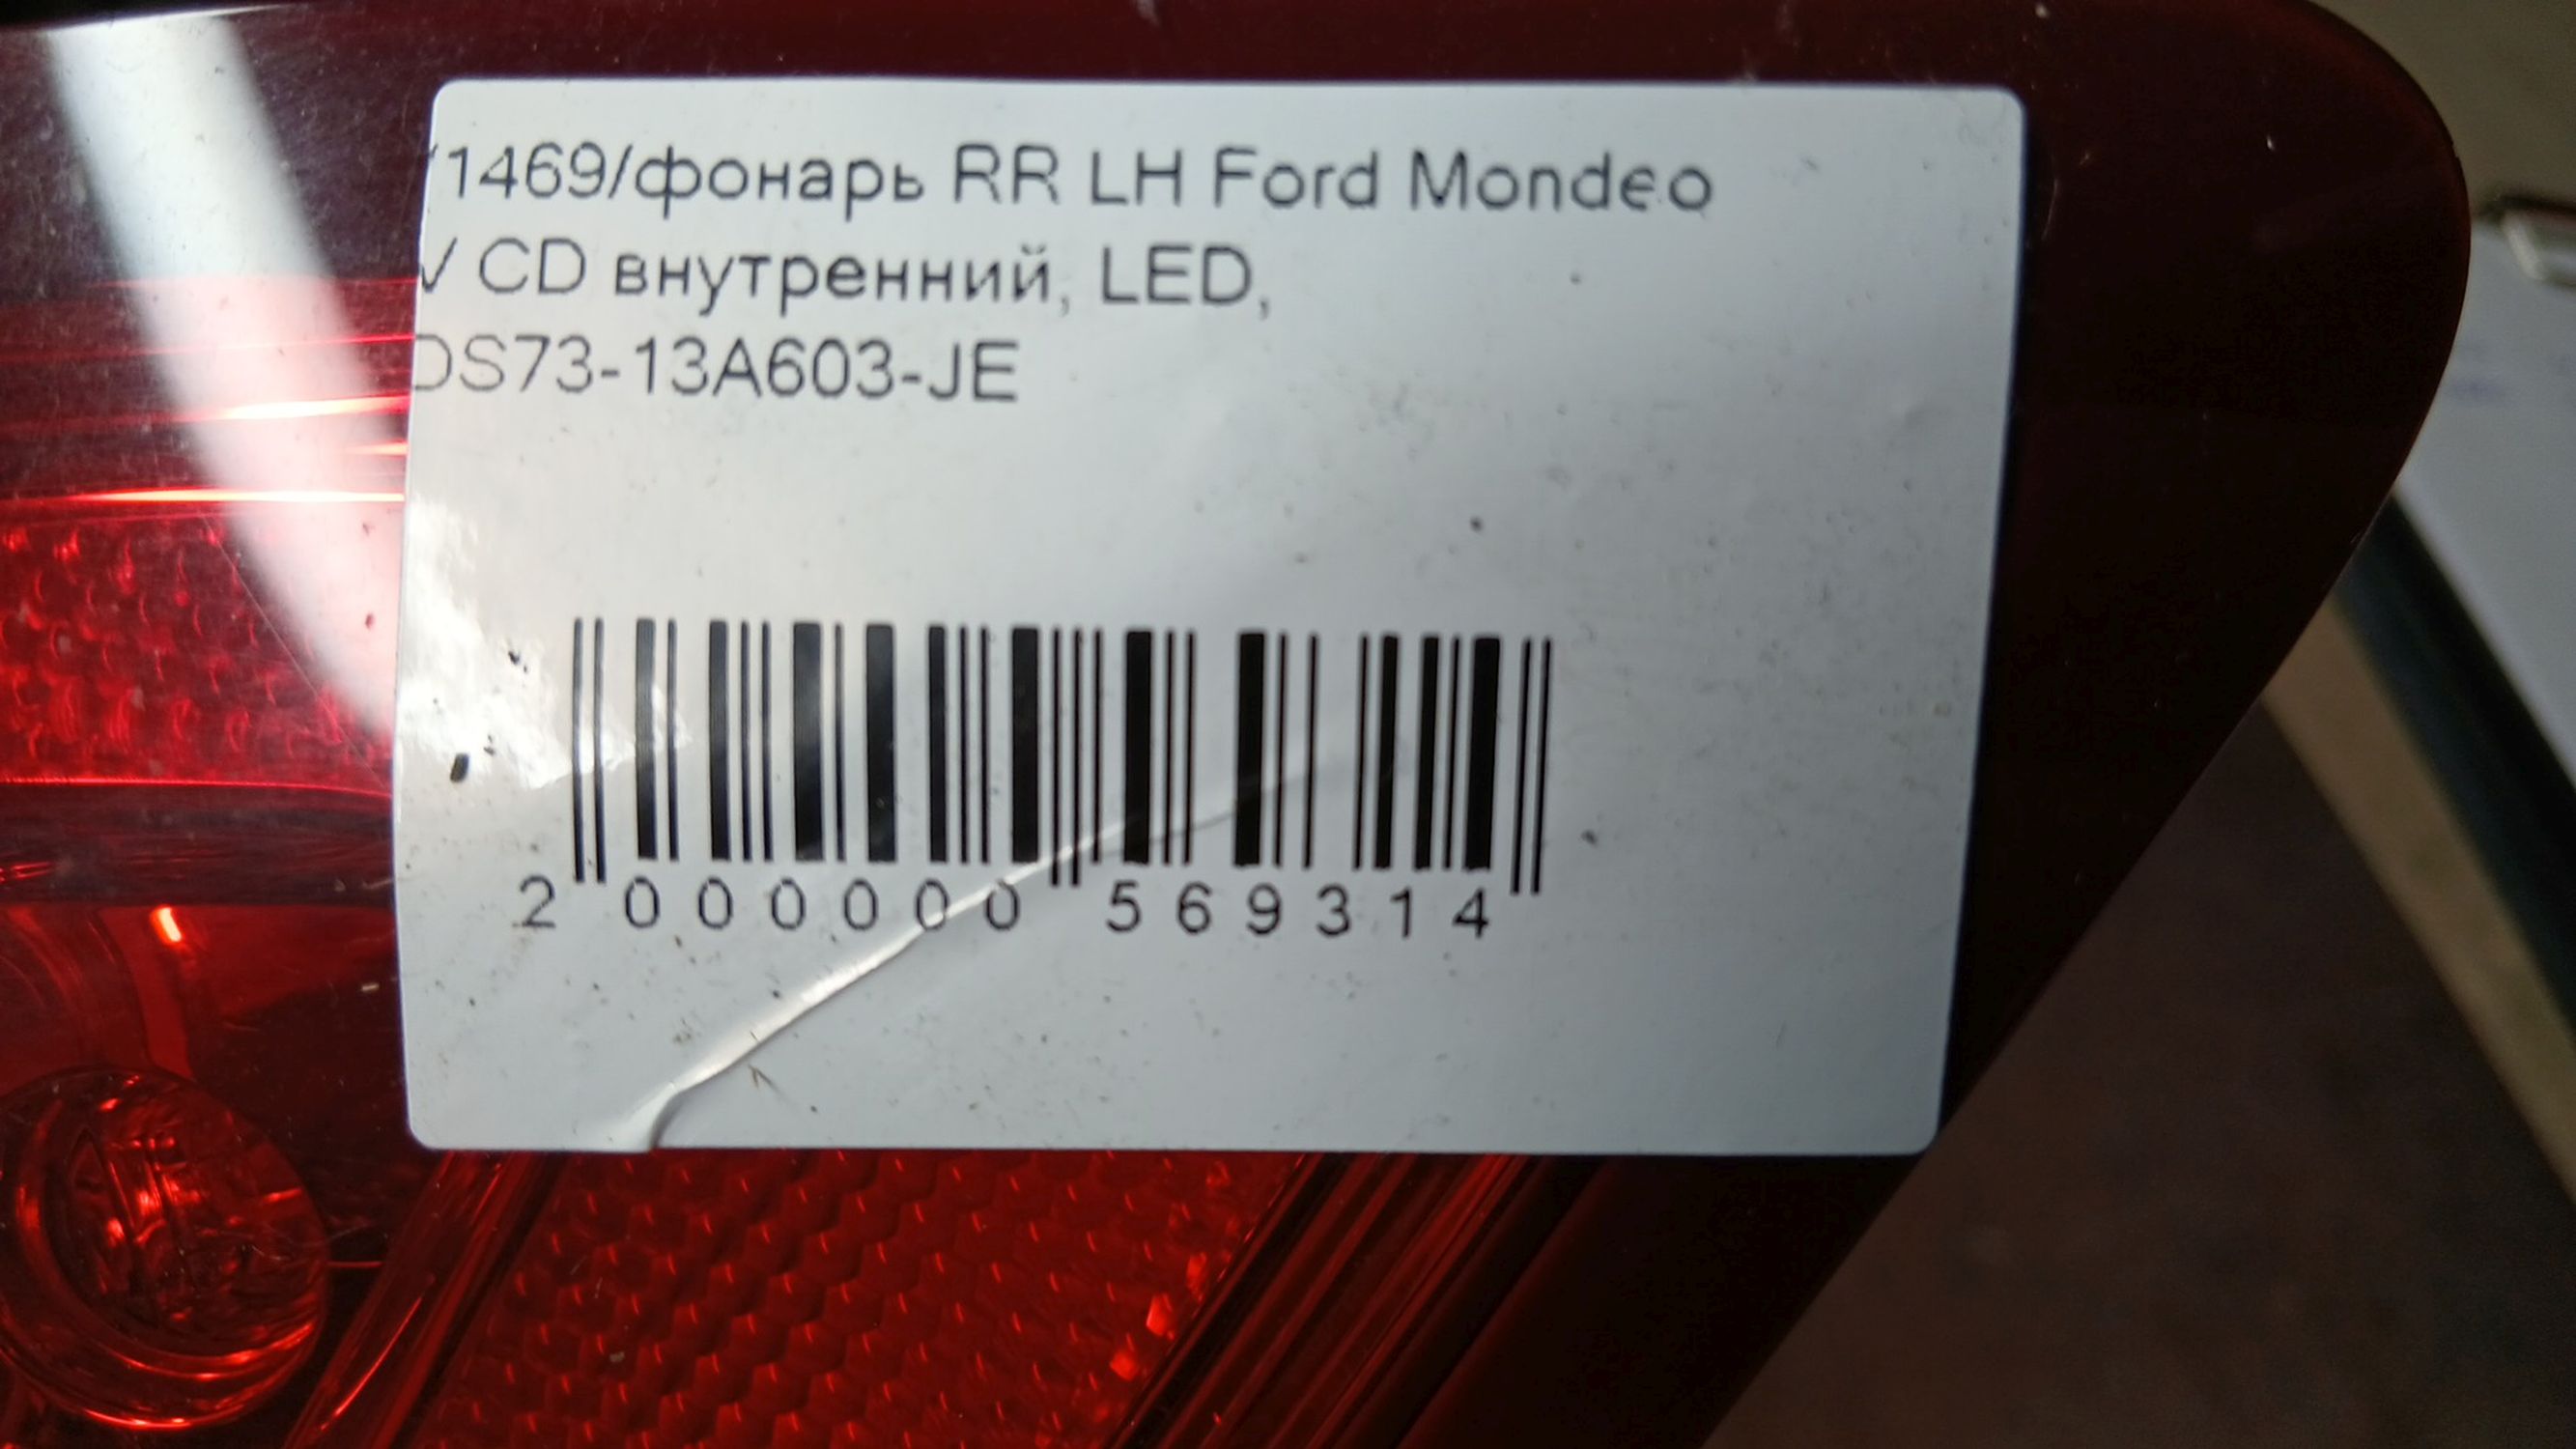 1469/фонарь RR LH Ford Mondeo
V CD внутренний, LED,
DS73-13A603-JE
2 000000 569314